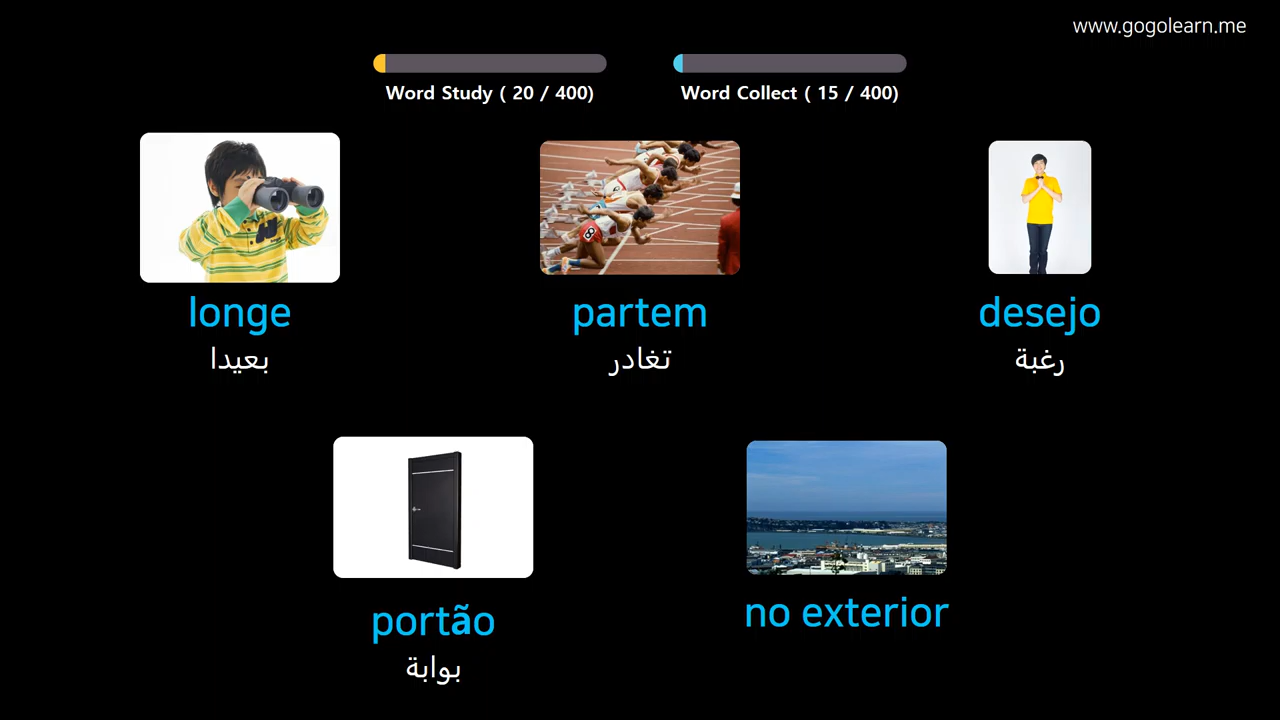 www.gogolearn.me
Word Study ( 20 / 400)
Word Collect ( 15 / 400)
longe
بعيدا
partem
تغادر
desejo
رغبة
portão
بوابة
no exterior